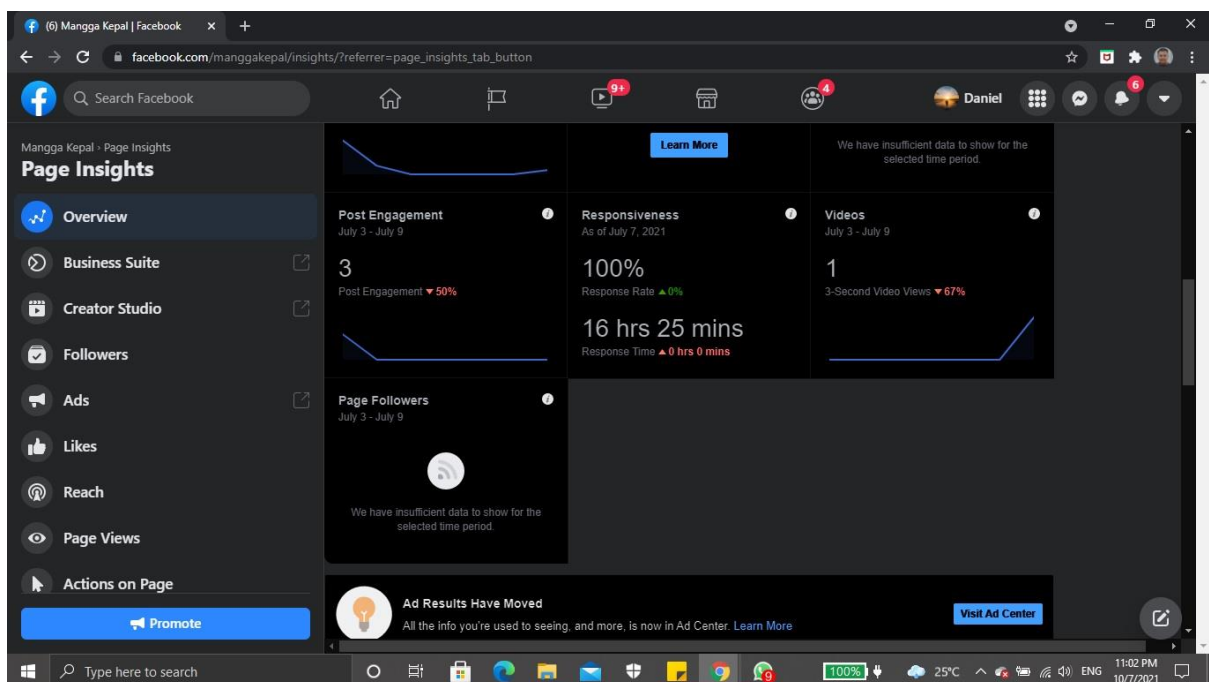 (6) Mangga Kepal | Facebook
facebook.com/manggakepal/insights/?referrer=page_insights_tab_button
Search Facebook
9+
4
Daniel
6
Mangga Kepal › Page Insights
Page Insights
Overview
Business Suite
Creator Studio
Followers
Ads
Likes
Reach
Page Views
Actions on Page
Promote
Learn More
We have insufficient data to show for the
selected time period.
Post Engagement
July 3 - July 9
3
Post Engagement ▼ 50%
Responsiveness
As of July 7, 2021
100%
Response Rate ▲ 0%
16 hrs 25 mins
Response Time ▲ 0 hrs 0 mins
Videos
July 3 - July 9
1
3-Second Video Views ▼ 67%
Page Followers
July 3 - July 9
We have insufficient data to show for the
selected time period.
Ad Results Have Moved
All the info you're used to seeing, and more, is now in Ad Center. Learn More
Visit Ad Center
Type here to search
9
100%
25°C
ENG
11:02 PM
10/7/2021